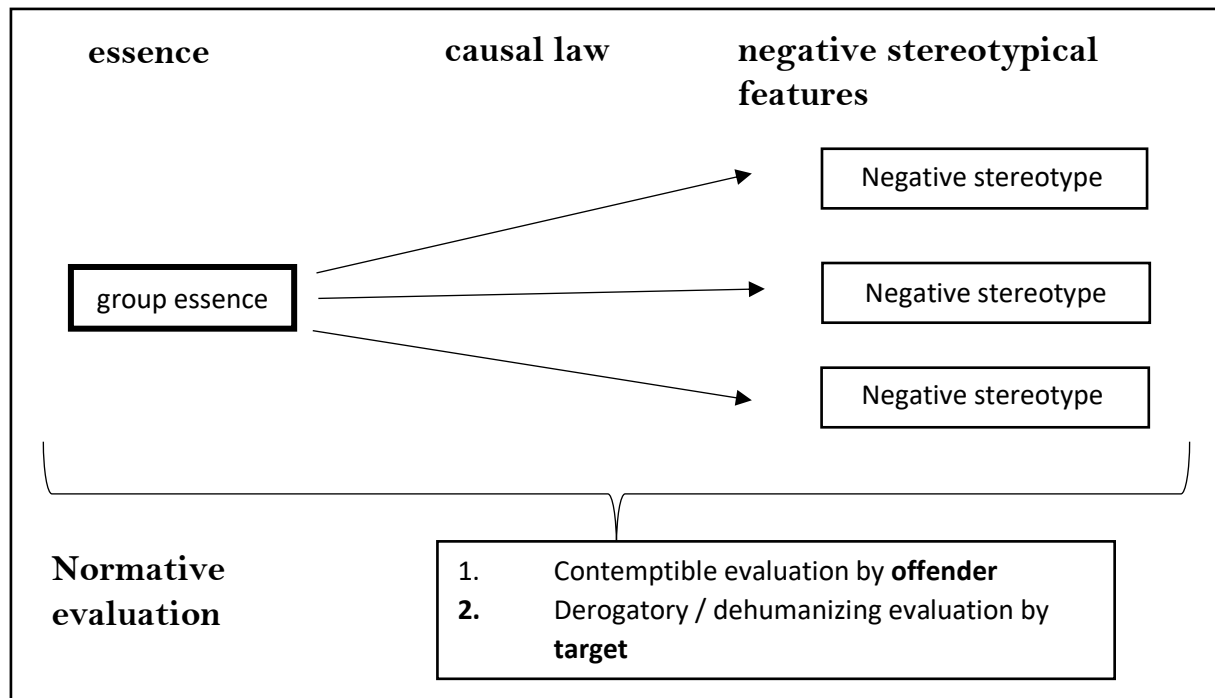 essence
causal law
negative stereotypical
features
Negative stereotype
group essence
Negative stereotype
Negative stereotype
Normative
evaluation
1. Contemptible evaluation by offender
2. Derogatory / dehumanizing evaluation by
target